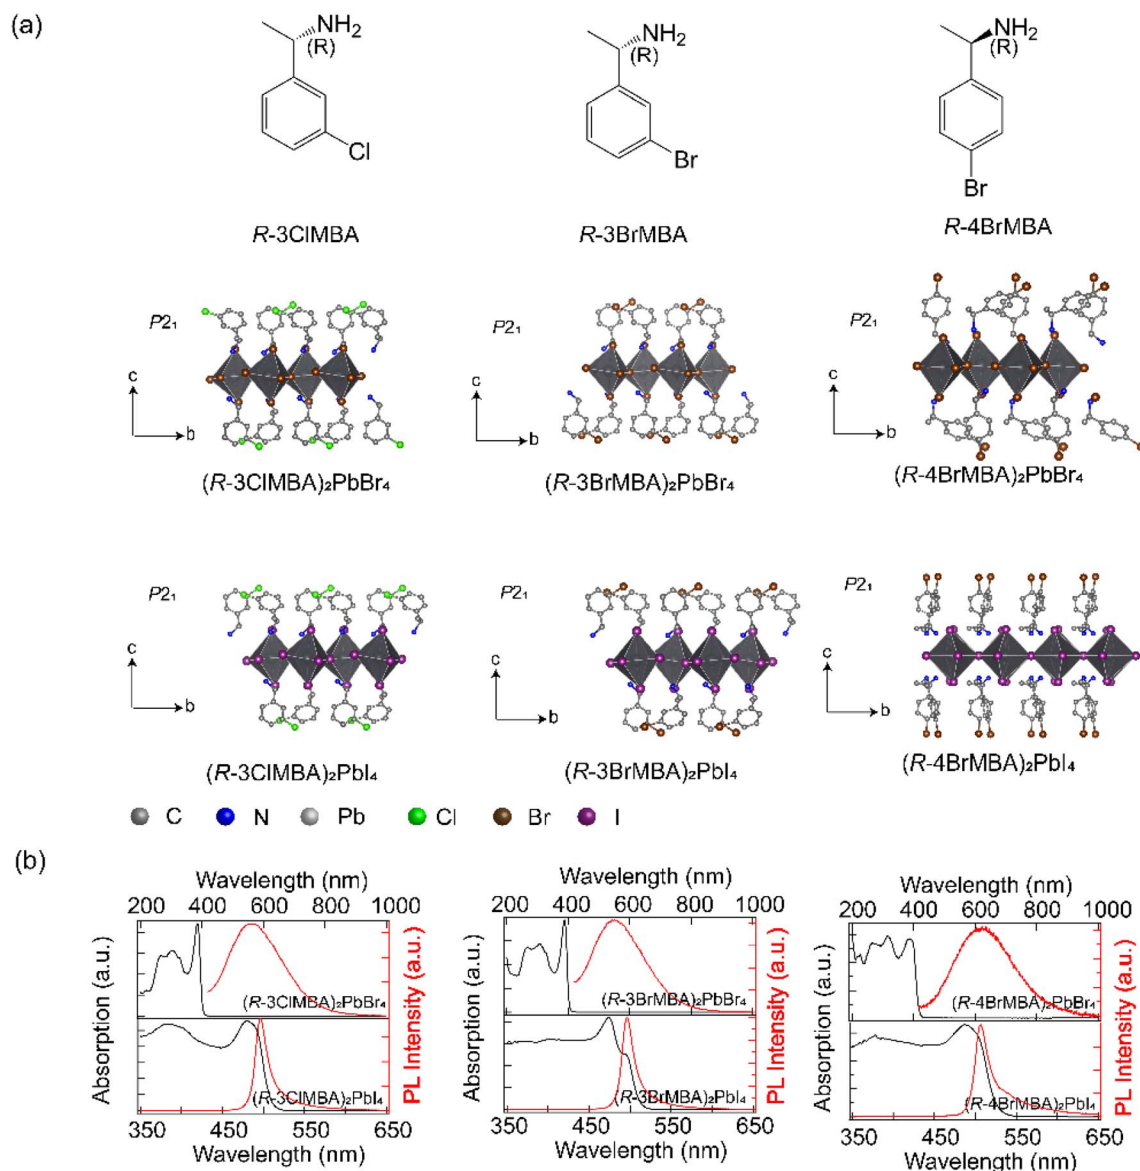 (a)
NH₂ NH₂ NH₂
(R) (R) (R)
Cl Br
Br
R-3ClMBA R-3BrMBA R-4BrMBA
P2₁ P2₁ P2₁
c c c
b b b
(R-3ClMBA)₂PbBr₄ (R-3BrMBA)₂PbBr₄ (R-4BrMBA)₂PbBr₄
P2₁ P2₁ P2₁
c c c
b b b
(R-3ClMBA)₂PbI₄ (R-3BrMBA)₂PbI₄ (R-4BrMBA)₂PbI₄
C N Pb Cl Br I
(b)
Wavelength (nm)
200 400 600 800 1000
Absorption (a.u.)
PL Intensity (a.u.)
(R-3ClMBA)₂PbBr₄
(R-3ClMBA)₂PbI₄
350 450 550 650
Wavelength (nm)
Wavelength (nm)
200 400 600 800 1000
Absorption (a.u.)
PL Intensity (a.u.)
(R-3BrMBA)₂PbBr₄
(R-3BrMBA)₂PbI₄
350 450 550 650
Wavelength (nm)
Wavelength (nm)
200 400 600 800 1000
Absorption (a.u.)
PL Intensity (a.u.)
(R-4BrMBA)₂PbBr₄
(R-4BrMBA)₂PbI₄
350 450 550 650
Wavelength (nm)